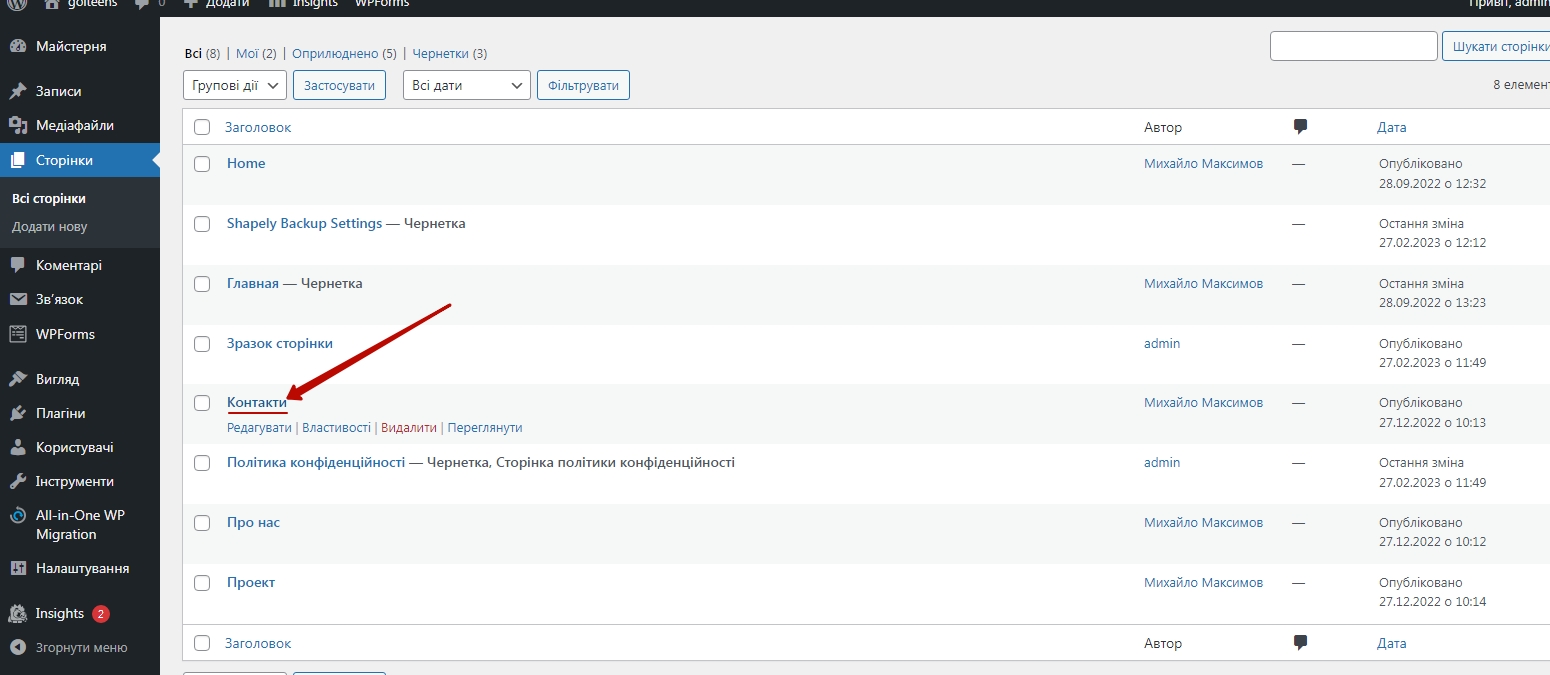 goiteens 0 Додати Insights WPForms Привіт, admin
Майстерня
Записи
Медіафайли
Сторінки
Всі сторінки
Додати нову
Коментарі
Зв'язок
WPForms
Вигляд
Плагіни
Користувачі
Інструменти
All-in-One WP
Migration
Налаштування
Insights 2
Згорнути меню
Всі (8) | Мої (2) | Оприлюднено (5) | Чернетки (3)
Шукати сторінки
Групові дії Застосувати Всі дати Фільтрувати
8 елемент
Заголовок Автор Дата
Home Михайло Максимов — Опубліковано
28.09.2022 о 12:32
Shapely Backup Settings — Чернетка — Остання зміна
27.02.2023 о 12:12
Главная — Чернетка Михайло Максимов — Остання зміна
28.09.2022 о 13:23
Зразок сторінки admin — Опубліковано
27.02.2023 о 11:49
Контакти Михайло Максимов — Опубліковано
Редагувати | Властивості | Видалити | Переглянути 27.12.2022 о 10:13
Політика конфіденційності — Чернетка, Сторінка політики конфіденційності admin — Остання зміна
27.02.2023 о 11:49
Про нас Михайло Максимов — Опубліковано
27.12.2022 о 10:12
Проект Михайло Максимов — Опубліковано
27.12.2022 о 10:14
Заголовок Автор Дата